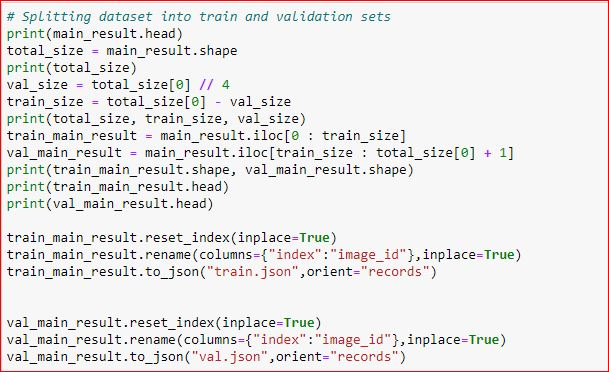 # Splitting dataset into train and validation sets
print(main_result.head)
total_size = main_result.shape
print(total_size)
val_size = total_size[0] // 4
train_size = total_size[0] - val_size
print(total_size, train_size, val_size)
train_main_result = main_result.iloc[0 : train_size]
val_main_result = main_result.iloc[train_size : total_size[0] + 1]
print(train_main_result.shape, val_main_result.shape)
print(train_main_result.head)
print(val_main_result.head)
train_main_result.reset_index(inplace=True)
train_main_result.rename(columns={"index":"image_id"},inplace=True)
train_main_result.to_json("train.json",orient="records")
val_main_result.reset_index(inplace=True)
val_main_result.rename(columns={"index":"image_id"},inplace=True)
val_main_result.to_json("val.json",orient="records")